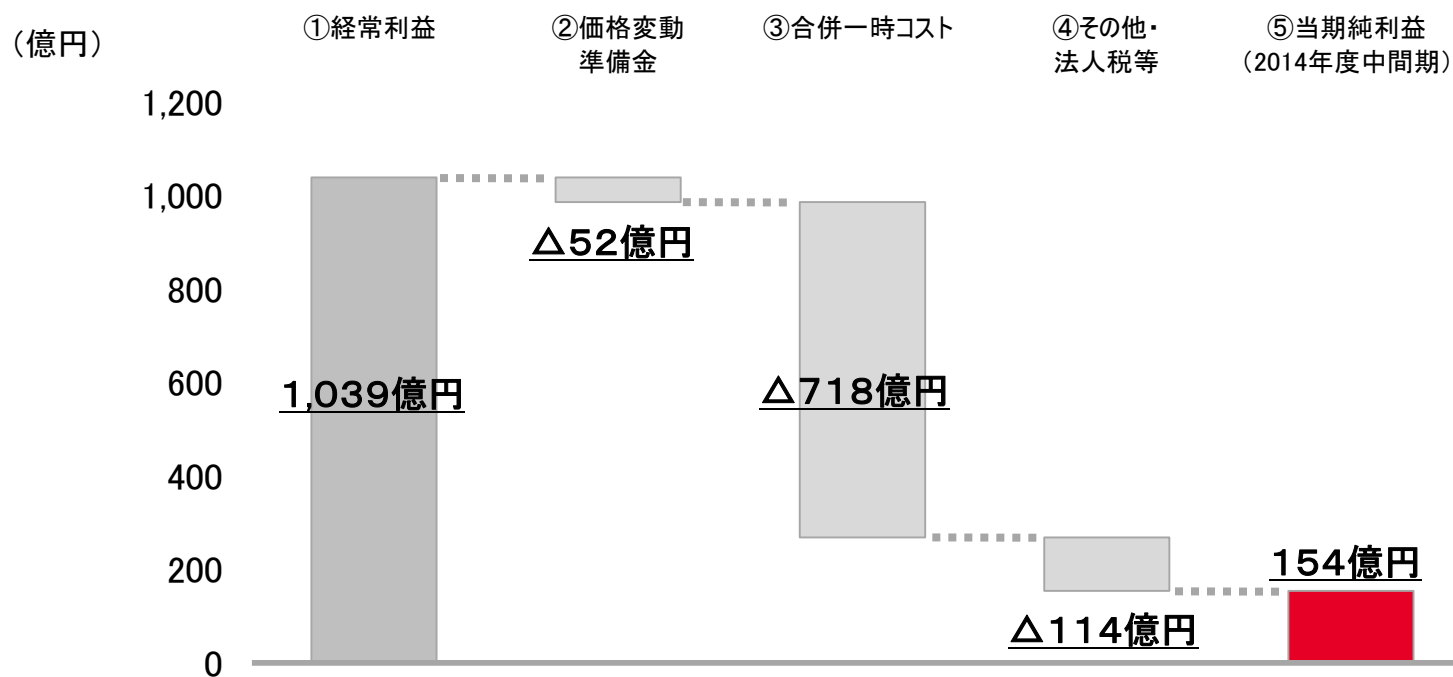 (億円)
①経常利益
②価格変動
準備金
③合併一時コスト
④その他・
法人税等
⑤当期純利益
(2014年度中間期)
1,200
1,000
800
600
400
200
0
1,039億円
△52億円
△718億円
△114億円
154億円